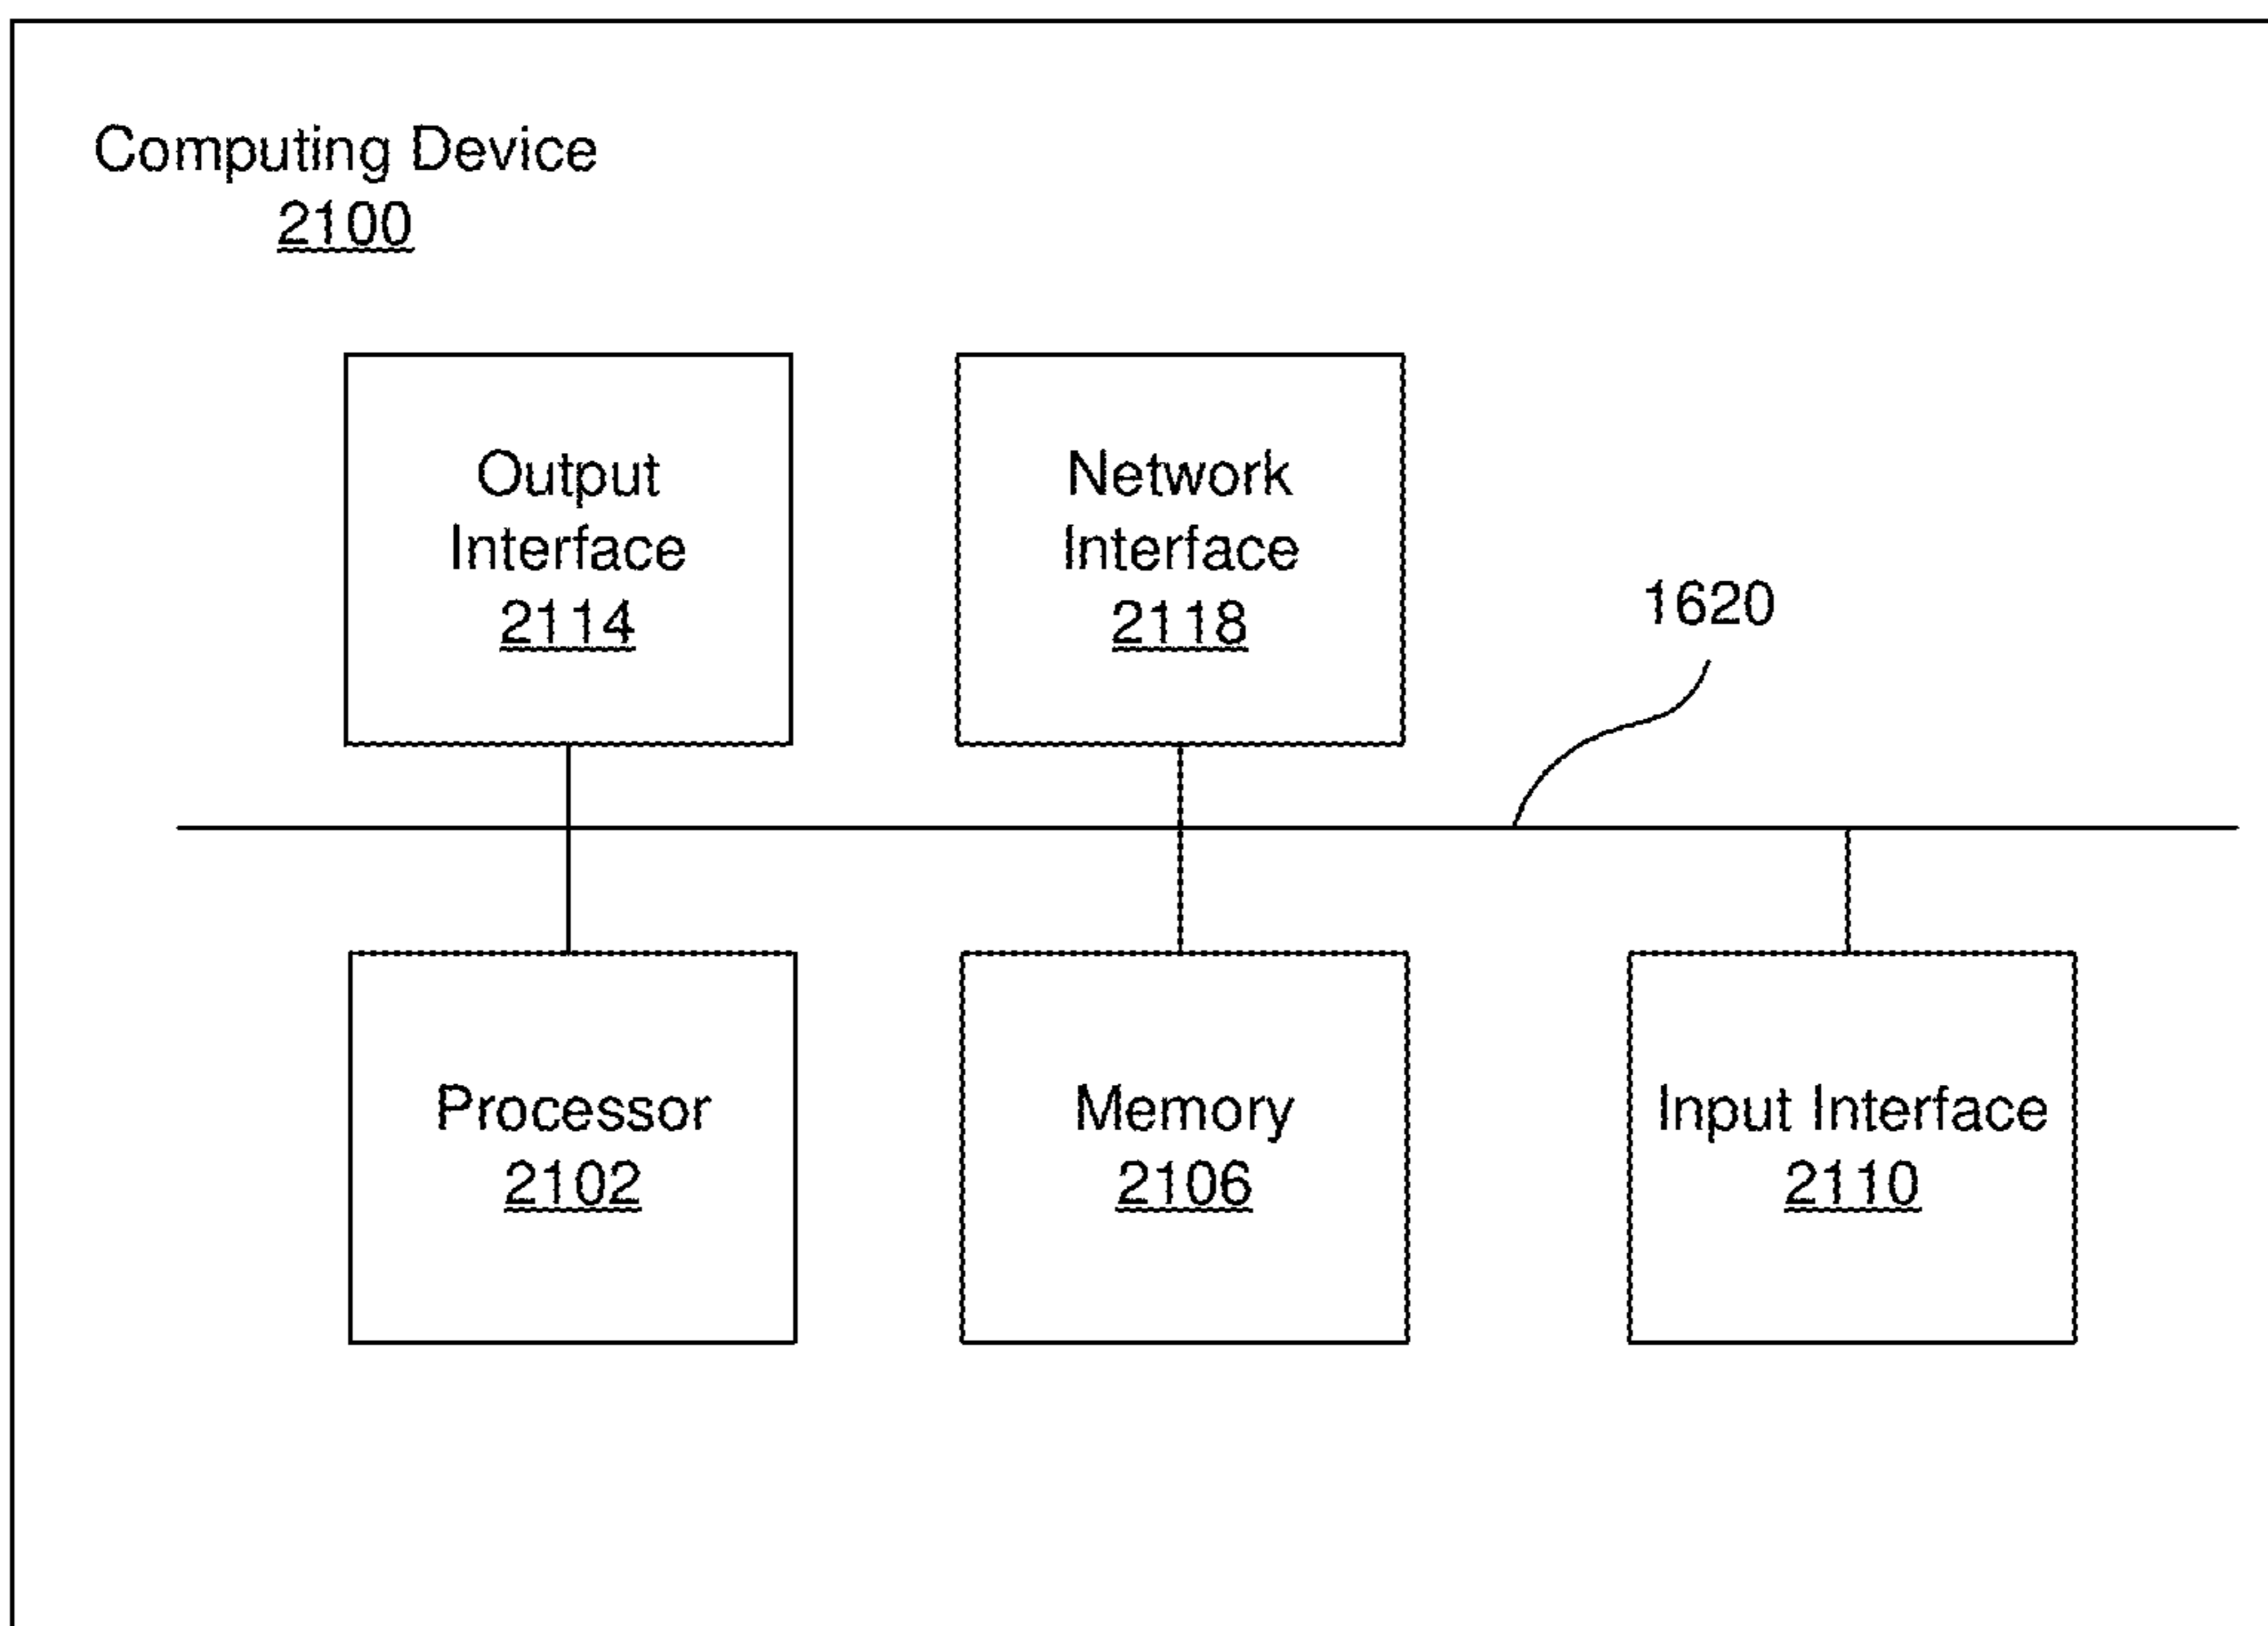 Computing Device
2100
Output
Interface
2114
Network
Interface
2118
1620
Processor
2102
Memory
2106
Input Interface
2110